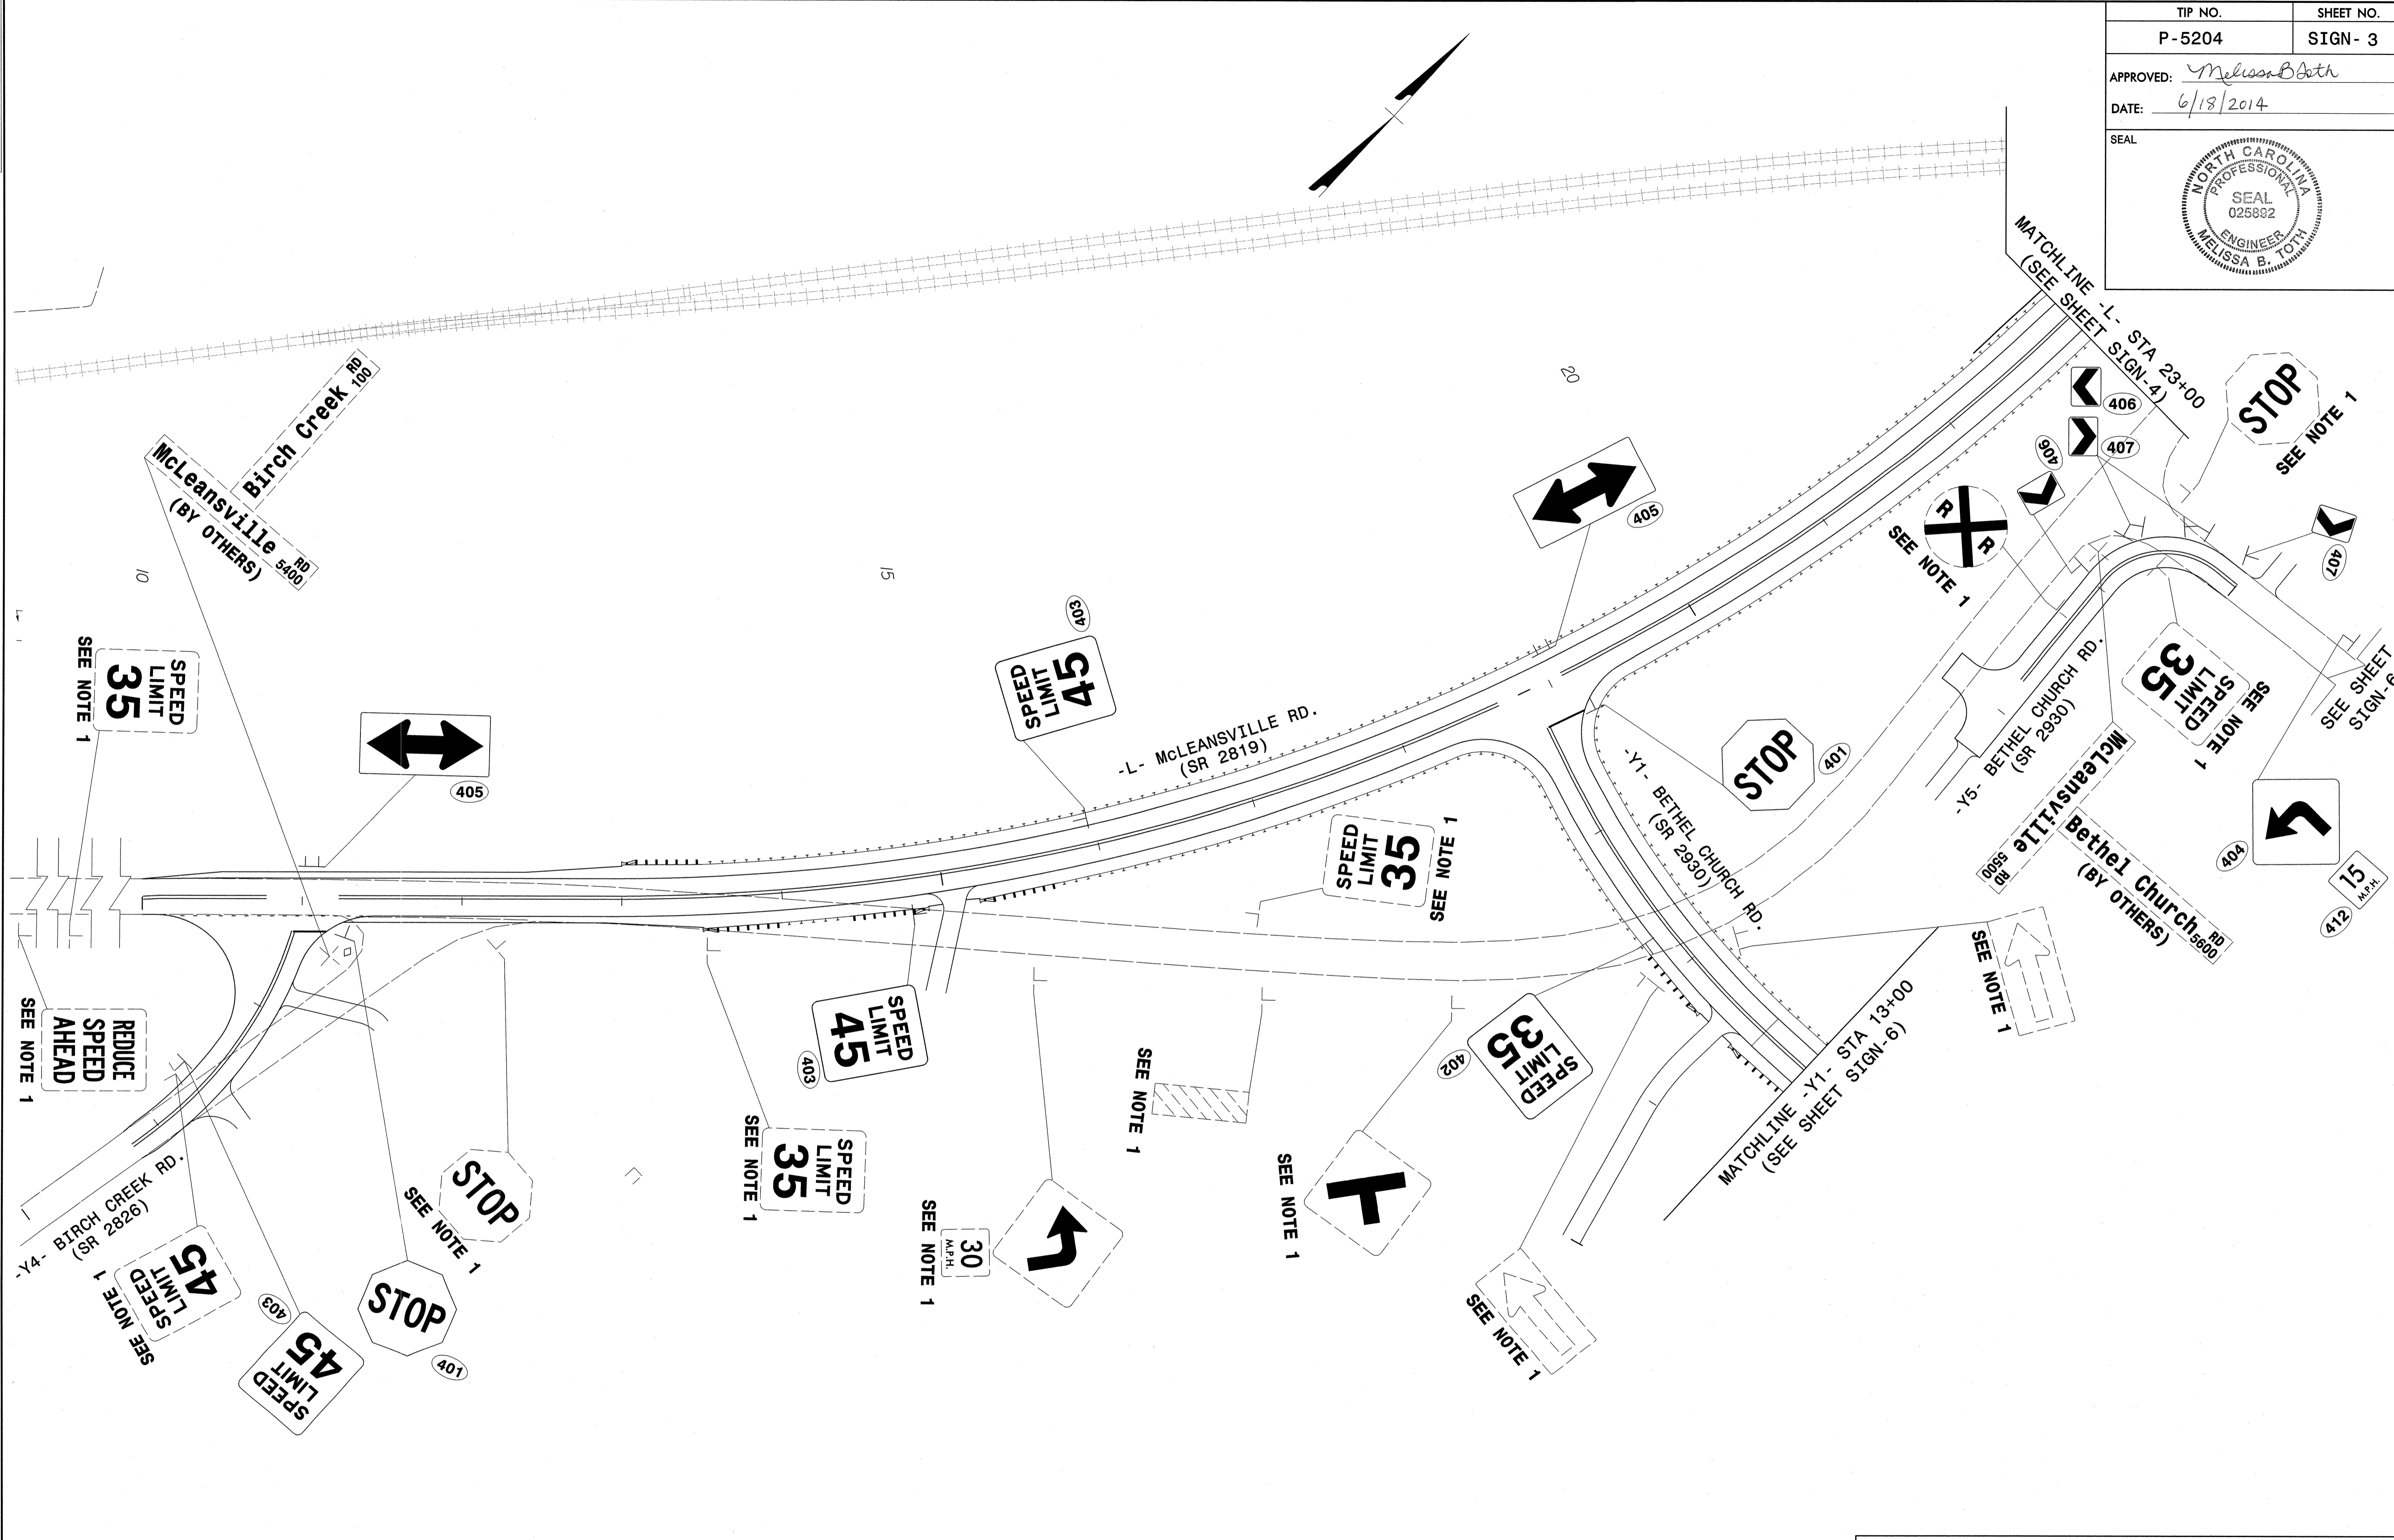 TIP NO.
SHEET NO.
P-5204
SIGN- 3
APPROVED: Melissa B Toth
DATE: 6/18/2014
SEAL
NORTH CAROLINA
PROFESSIONAL
SEAL
025892
ENGINEER
MELISSA B. TOTH
MATCHLINE -L- STA 23+00
(SEE SHEET SIGN-4)
Birch Creek RD 100
McLeansville RD 5400
(BY OTHERS)
10
15
20
SPEED
LIMIT
35
SEE NOTE 1
405
SPEED
LIMIT
45
403
-L- McLEANSVILLE RD.
(SR 2819)
405
406
407
406
STOP
SEE NOTE 1
R
R
SEE NOTE 1
407
SPEED
LIMIT
35
SEE NOTE 1
SEE SHEET
SIGN-6
-Y5- BETHEL CHURCH RD.
(SR 2930)
McLeansville RD 5500
Bethel Church RD 5600
(BY OTHERS)
404
15
M.P.H.
412
STOP
401
-Y1- BETHEL CHURCH RD.
(SR 2930)
SPEED
LIMIT
35
SEE NOTE 1
SEE NOTE 1
MATCHLINE -Y1- STA 13+00
(SEE SHEET SIGN-6)
REDUCE
SPEED
AHEAD
SEE NOTE 1
-Y4- BIRCH CREEK RD.
(SR 2826)
SPEED
LIMIT
45
SEE NOTE 1
SPEED
LIMIT
45
403
STOP
401
STOP
SEE NOTE 1
SPEED
LIMIT
35
SEE NOTE 1
SPEED
LIMIT
45
403
30
M.P.H.
SEE NOTE 1
SEE NOTE 1
SEE NOTE 1
SPEED
LIMIT
35
402
SEE NOTE 1